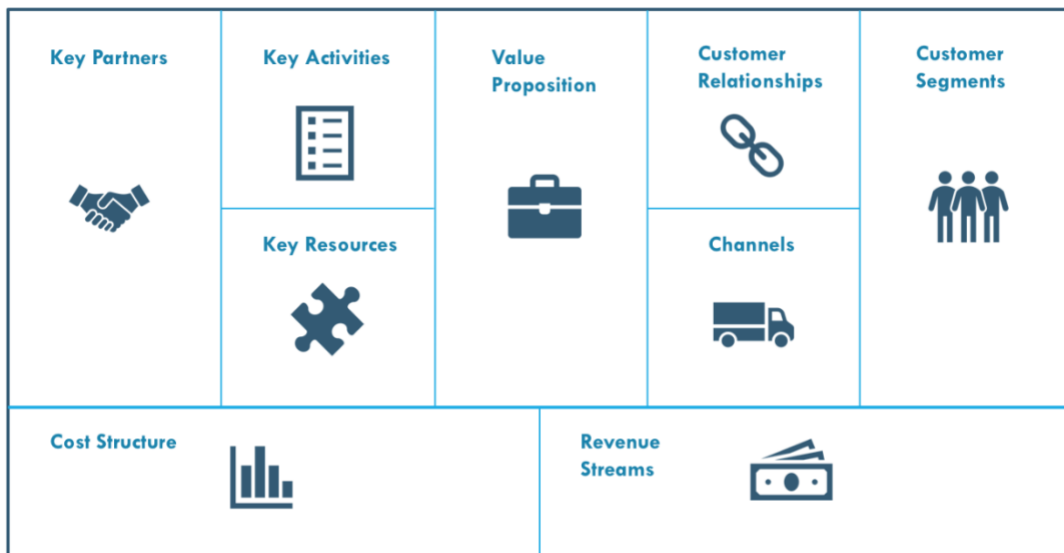 Key Partners
Key Activities
Key Resources
Value
Proposition
Customer
Relationships
Channels
Customer
Segments
Cost Structure
Revenue
Streams